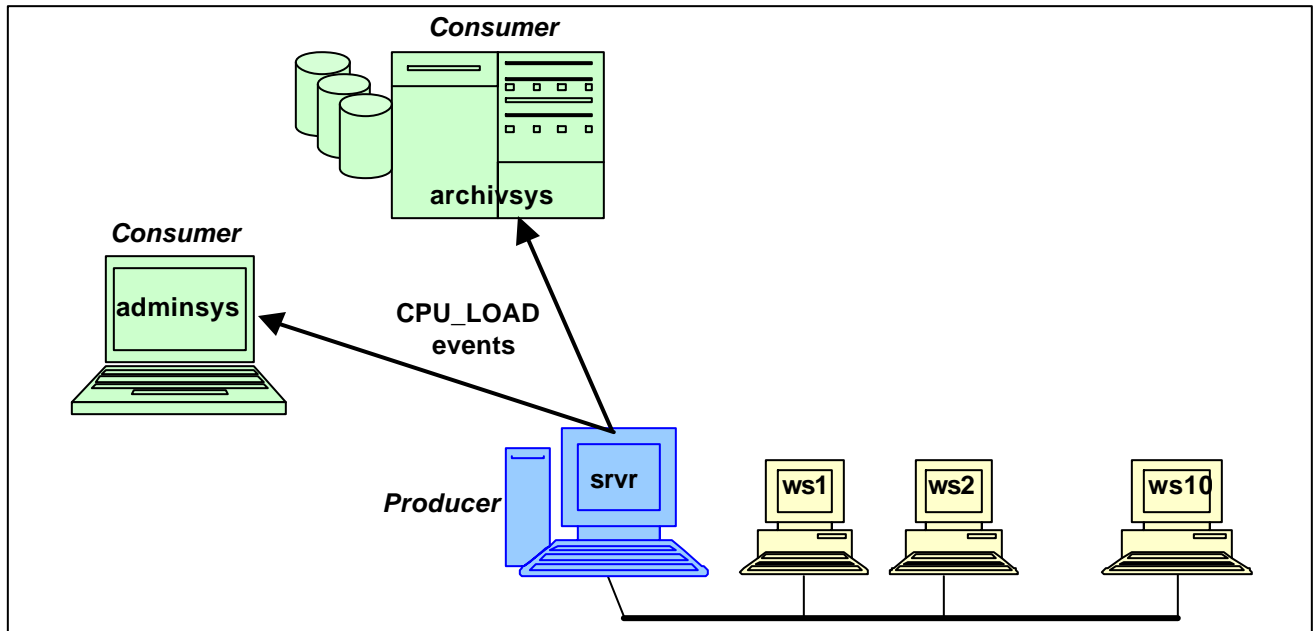 Consumer
archivsys
Consumer
adminsys
CPU_LOAD
events
Producer
srvr
ws1
ws2
ws10